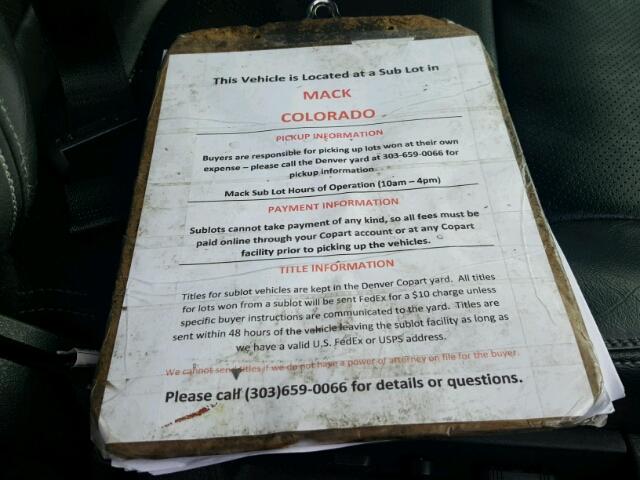 This Vehicle is Located at a Sub Lot in
MACK
COLORADO
PICKUP INFORMATION
Buyers are responsible for picking up lots won at their own
expense – please call the Denver yard at 303-659-0066 for
pickup information
Mack Sub Lot Hours of Operation (10am – 4pm)
PAYMENT INFORMATION
Sublots cannot take payment of any kind, so all fees must be
paid online through your Copart account or at any Copart
facility prior to picking up the vehicles.
TITLE INFORMATION
Titles for sublot vehicles are kept in the Denver Copart yard. All titles
for lots won from a sublot will be sent FedEx for a $10 charge unless
specific buyer instructions are communicated to the yard. Titles are
sent within 48 hours of the vehicle leaving the sublot facility as long as
we have a valid U.S. FedEx or USPS address.
We cannot send titles if we do not have a power of attorney on file for the buyer.
Please call (303)659-0066 for details or questions.